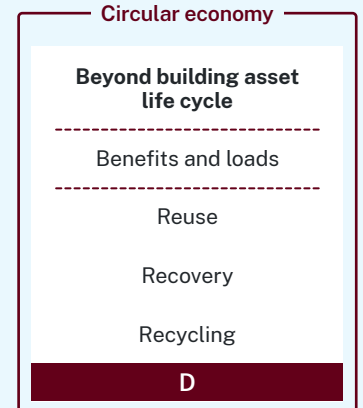 Circular economy
Beyond building asset
life cycle
Benefits and loads
Reuse
Recovery
Recycling
D